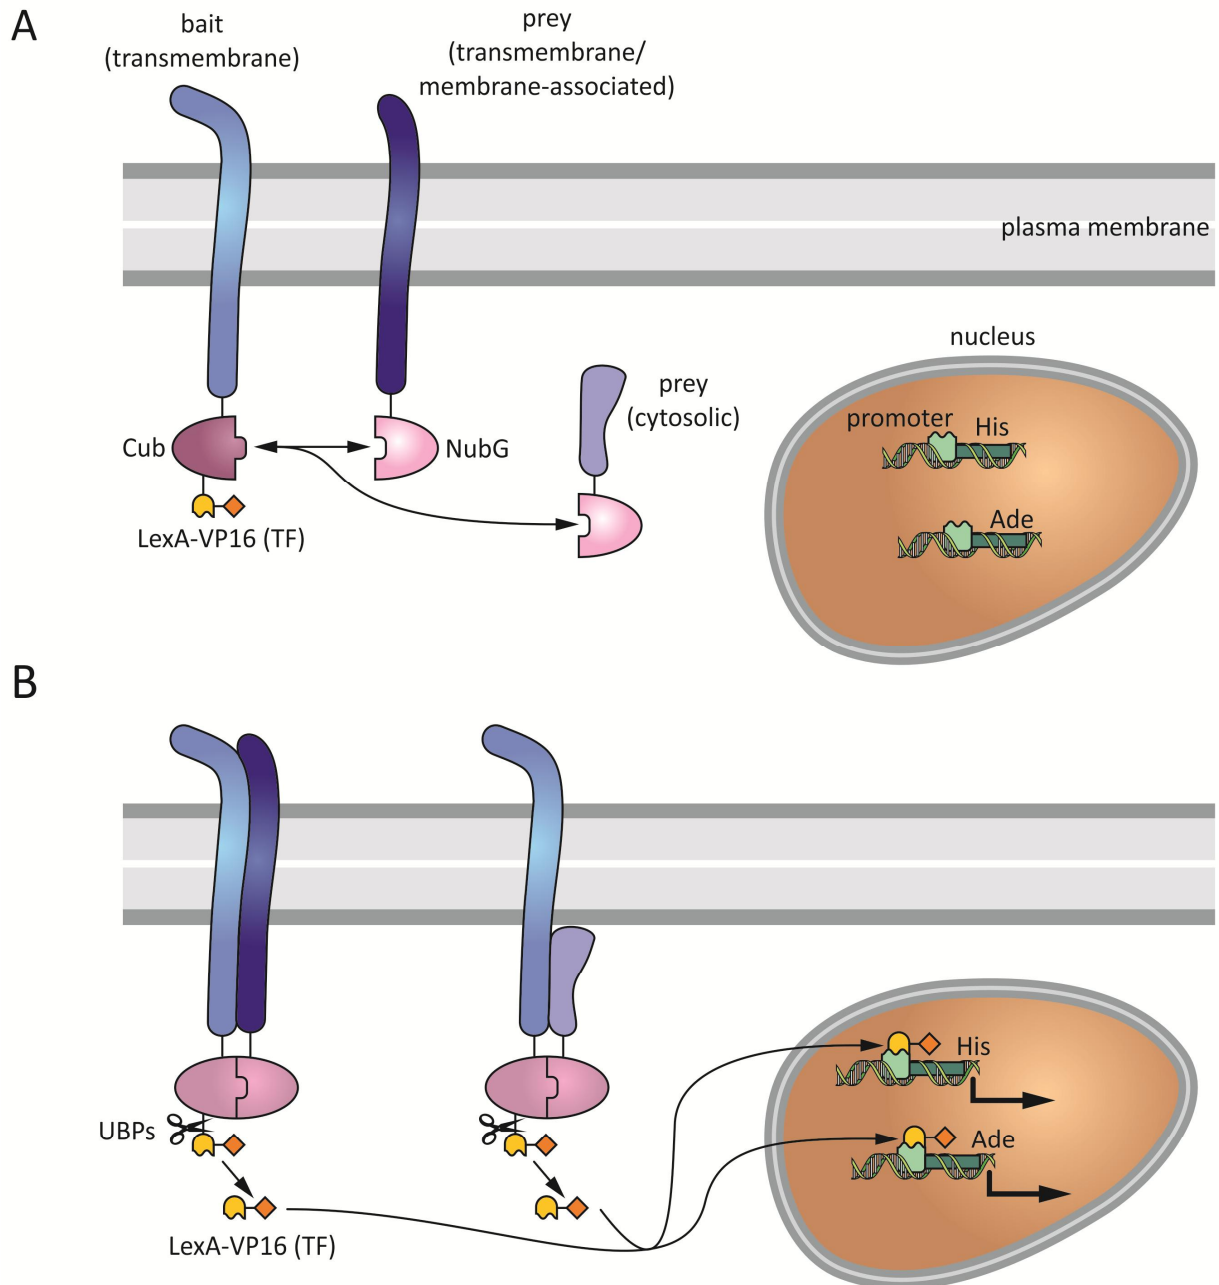 A
bait
(transmembrane)
prey
(transmembrane/
membrane-associated)
plasma membrane
nucleus
prey
(cytosolic)
promoter
His
Cub
NubG
Ade
LexA-VP16 (TF)
B
His
UBPs
Ade
LexA-VP16 (TF)